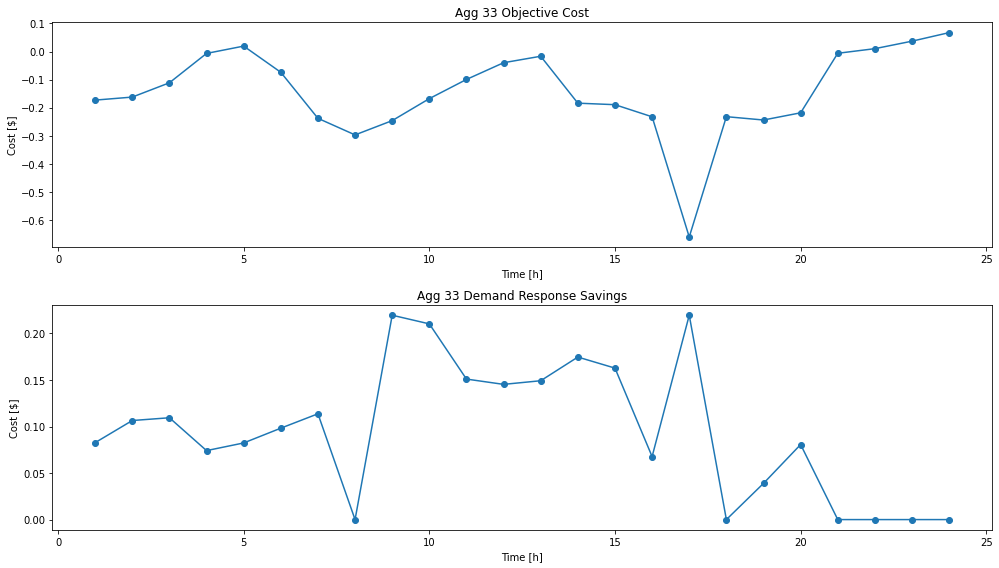 Agg 33 Objective Cost
Cost [$]
0.1
0.0
−0.1
−0.2
−0.3
−0.4
−0.5
−0.6
0 5 10 15 20 25
Time [h]
Agg 33 Demand Response Savings
Cost [$]
0.20
0.15
0.10
0.05
0.00
0 5 10 15 20 25
Time [h]